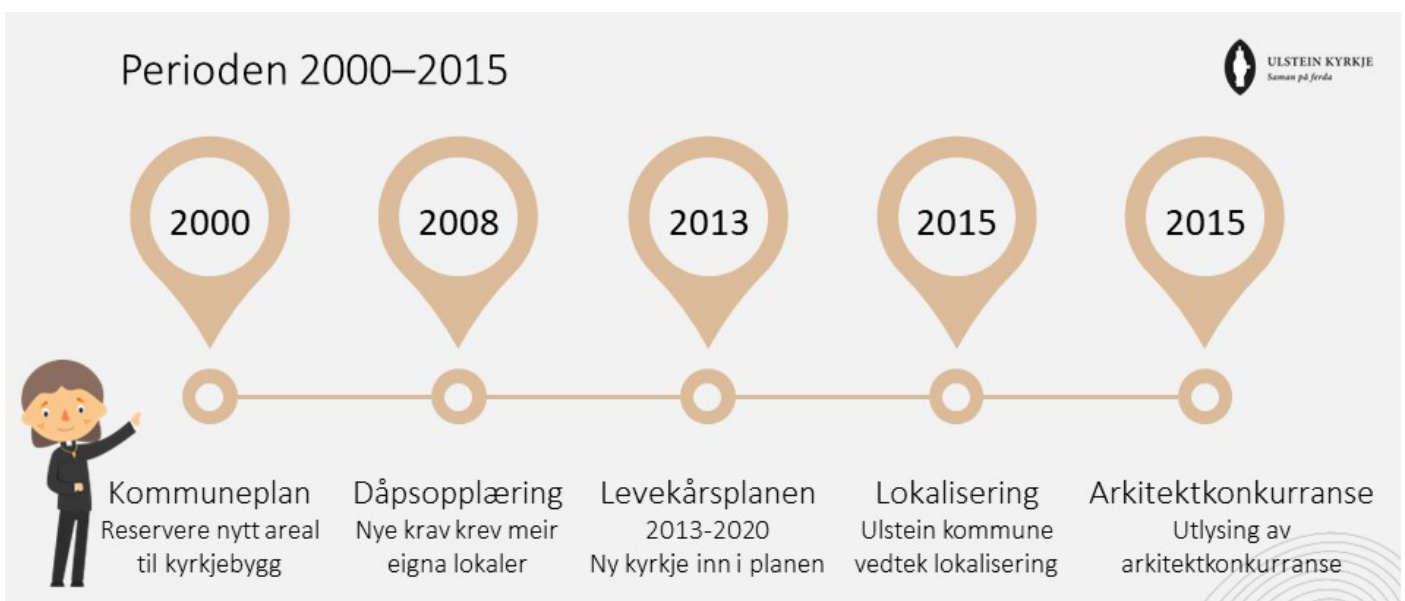 Perioden 2000–2015
ULSTEIN KYRKJE
Saman på ferda
2000
2008
2013
2015
2015
Kommuneplan
Reservere nytt areal
til kyrkjebygg
Dåpsopplæring
Nye krav krev meir
eigna lokaler
Levekårsplanen
2013-2020
Ny kyrkje inn i planen
Lokalisering
Ulstein kommune
vedtek lokalisering
Arkitektkonkurranse
Utlysing av
arkitektkonkurranse